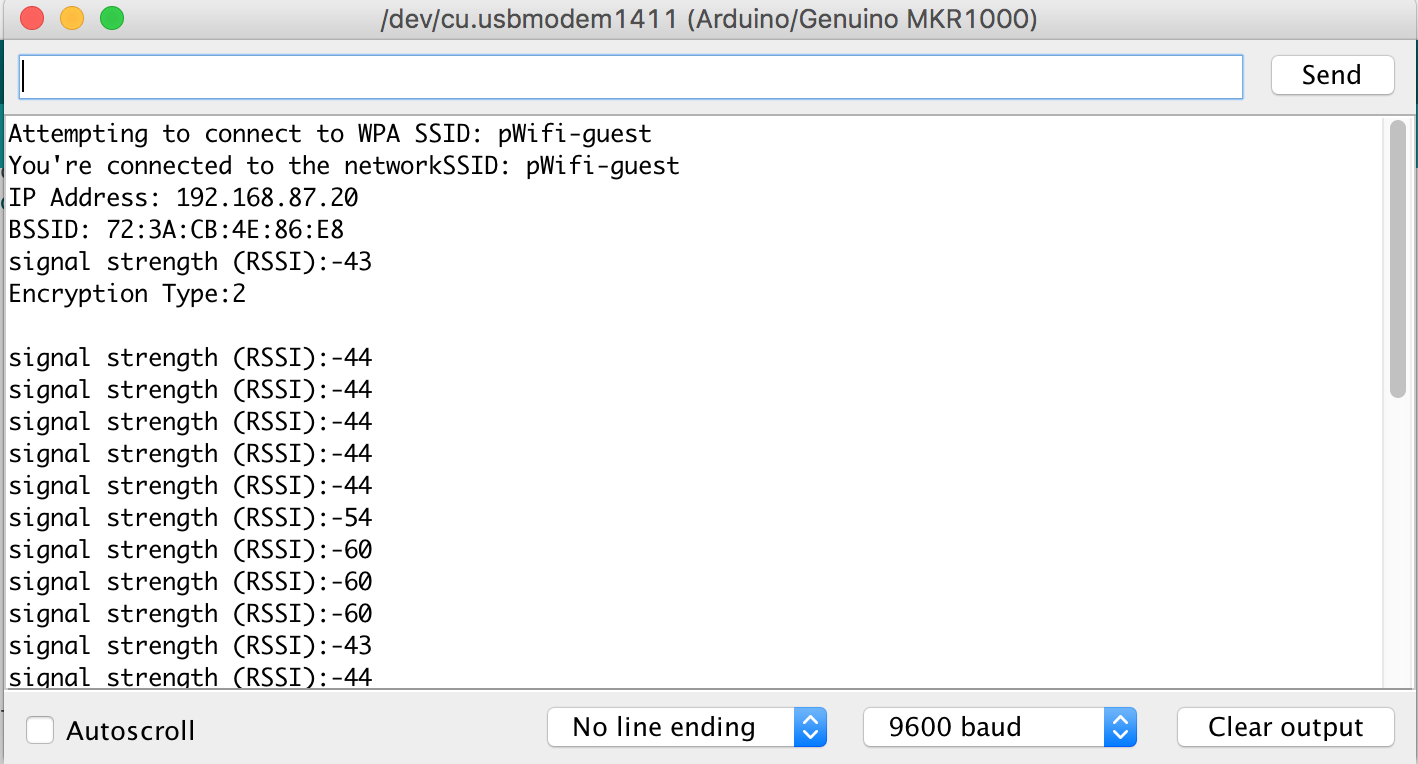 /dev/cu.usbmodem1411 (Arduino/Genuino MKR1000)
Send
Attempting to connect to WPA SSID: pWifi-guest
You're connected to the networkSSID: pWifi-guest
IP Address: 192.168.87.20
BSSID: 72:3A:CB:4E:86:E8
signal strength (RSSI):-43
Encryption Type:2
signal strength (RSSI):-44
signal strength (RSSI):-44
signal strength (RSSI):-44
signal strength (RSSI):-44
signal strength (RSSI):-44
signal strength (RSSI):-54
signal strength (RSSI):-60
signal strength (RSSI):-60
signal strength (RSSI):-60
signal strength (RSSI):-43
signal strength (RSSI):-44
Autoscroll
No line ending
9600 baud
Clear output